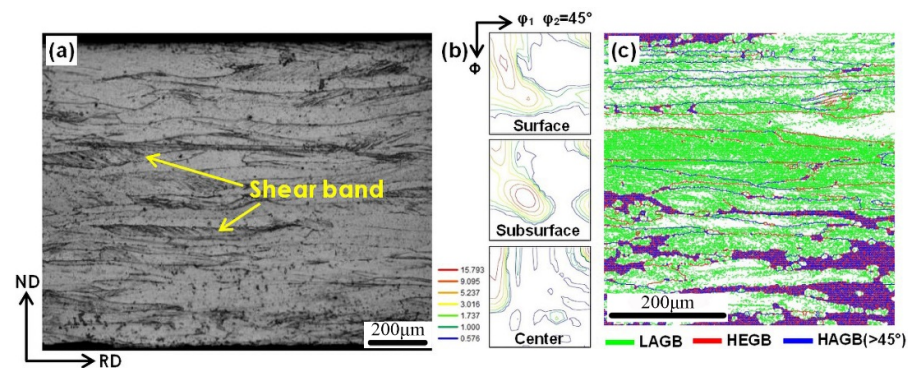 (a)
Shear band
ND
RD
200μm
(b)
φ₁ φ₂=45°
Φ
Surface
Subsurface
Center
15.793
9.095
5.237
3.016
1.737
1.000
0.576
(c)
200μm
LAGB HEGB HAGB(>45°)